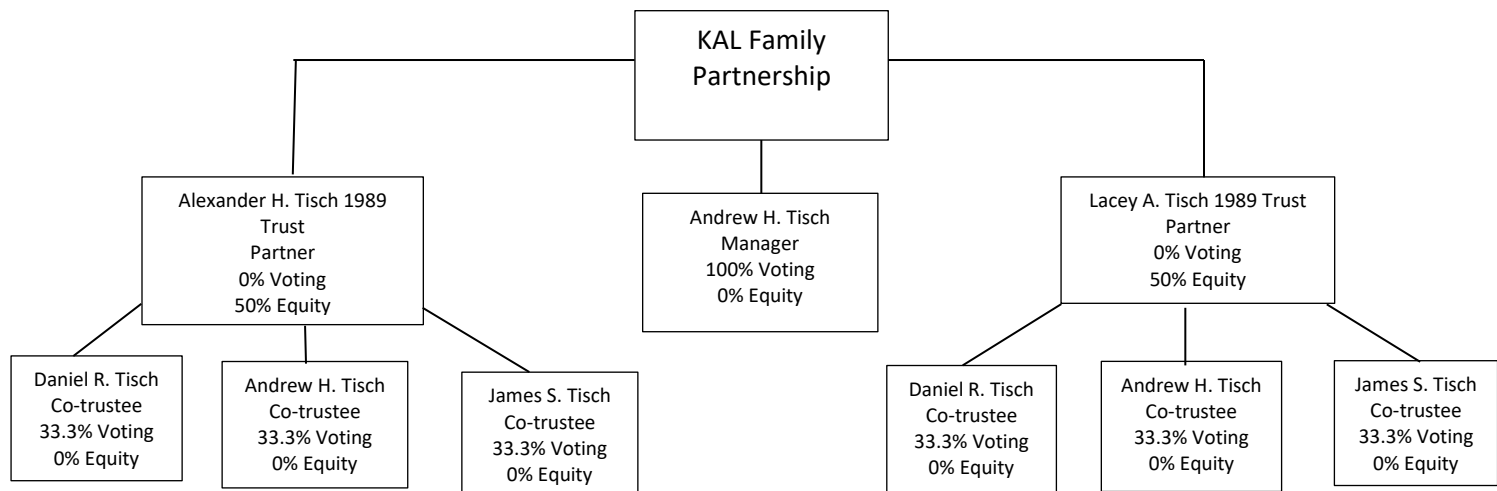 KAL Family
Partnership
Alexander H. Tisch 1989
Trust
Partner
0% Voting
50% Equity
Andrew H. Tisch
Manager
100% Voting
0% Equity
Lacey A. Tisch 1989 Trust
Partner
0% Voting
50% Equity
Daniel R. Tisch
Co-trustee
33.3% Voting
0% Equity
Andrew H. Tisch
Co-trustee
33.3% Voting
0% Equity
James S. Tisch
Co-trustee
33.3% Voting
0% Equity
Daniel R. Tisch
Co-trustee
33.3% Voting
0% Equity
Andrew H. Tisch
Co-trustee
33.3% Voting
0% Equity
James S. Tisch
Co-trustee
33.3% Voting
0% Equity